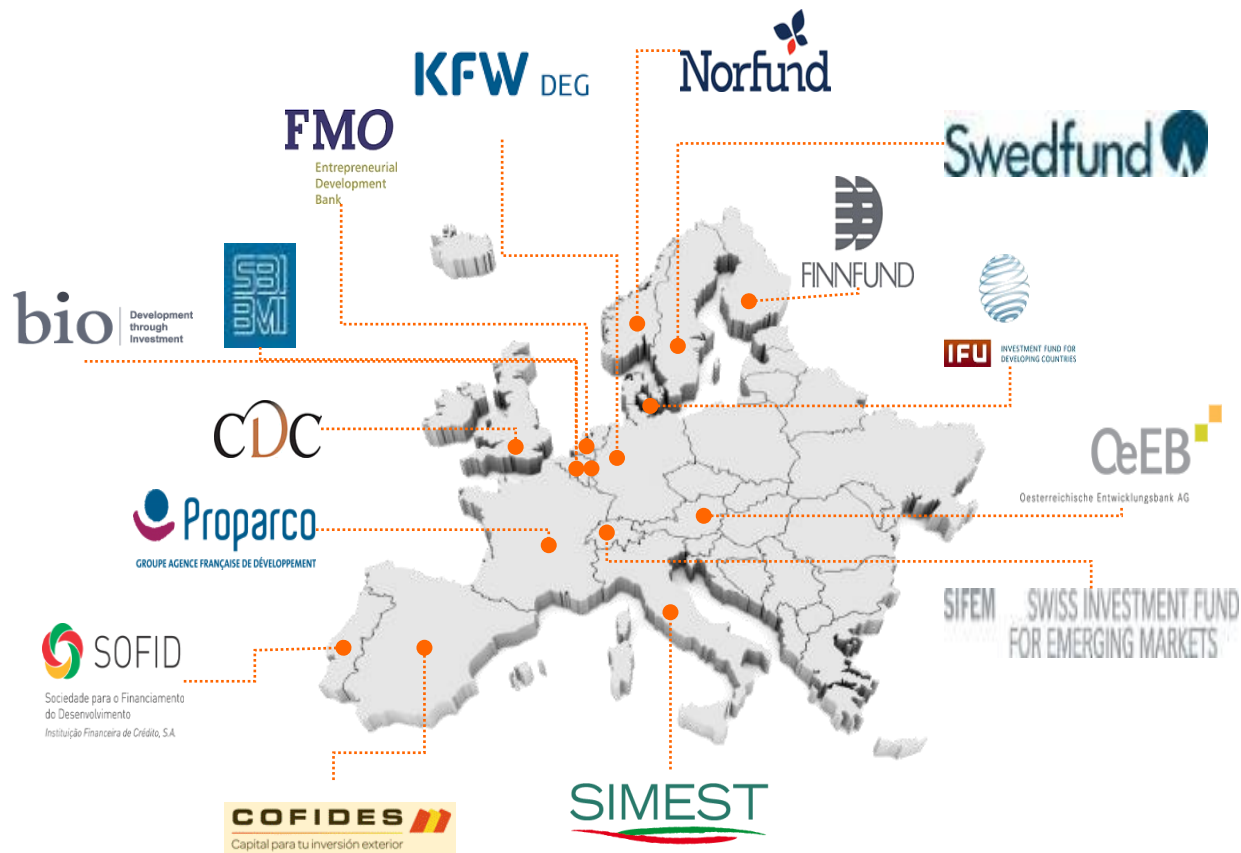 Norfund
KFW DEG
FMO
Entrepreneurial
Development
Bank
Swedfund
FINNFUND
SBI
BMI
bio
Development
through
Investment
IFU
INVESTMENT FUND FOR
DEVELOPING COUNTRIES
CDC
OeEB
Oesterreichische Entwicklungsbank AG
Proparco
GROUPE AGENCE FRANÇAISE DE DÉVELOPPEMENT
SIFEM SWISS INVESTMENT FUND
FOR EMERGING MARKETS
SOFID
Sociedade para o Financiamento
do Desenvolvimento
Instituição Financeira de Crédito, S.A.
SIMEST
COFIDES
Capital para tu inversión exterior